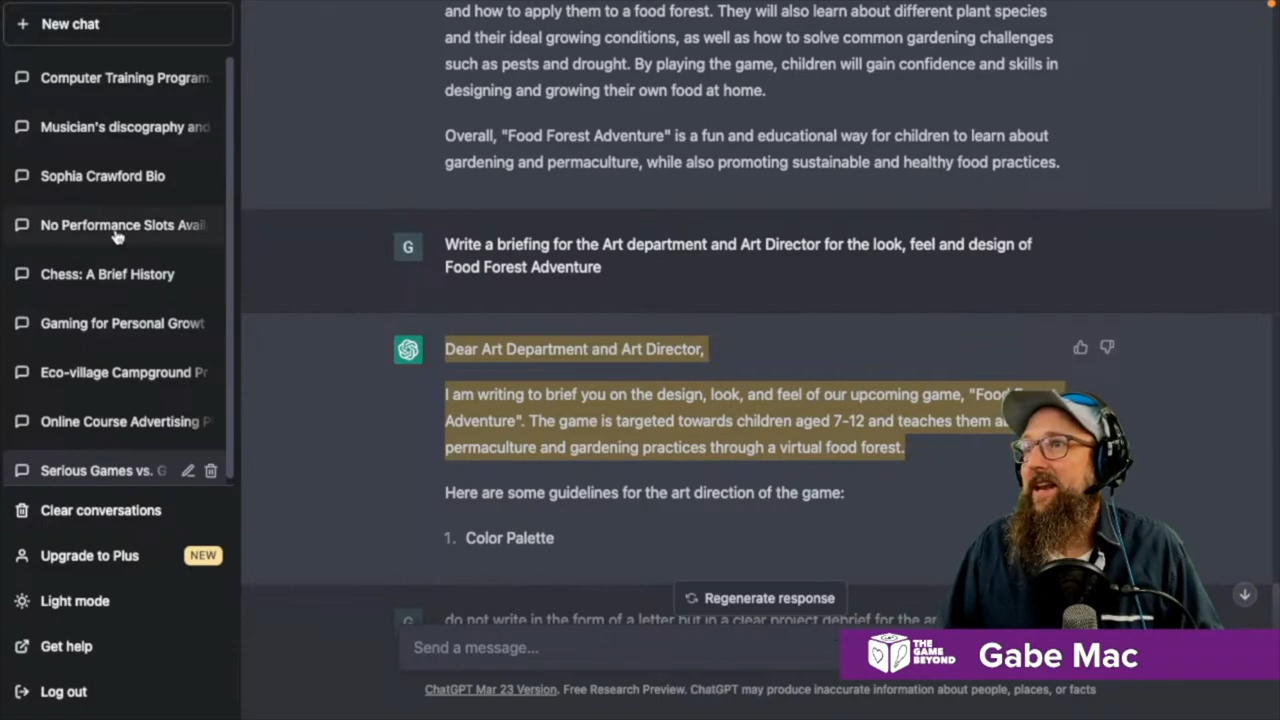 New chat
Computer Training Program
Musician's discography and
Sophia Crawford Bio
No Performance Slots Avail
Chess: A Brief History
Gaming for Personal Growt
Eco-village Campground Pr
Online Course Advertising P
Serious Games vs. G
Clear conversations
Upgrade to Plus NEW
Light mode
Get help
Log out
and how to apply them to a food forest. They will also learn about different plant species
and their ideal growing conditions, as well as how to solve common gardening challenges
such as pests and drought. By playing the game, children will gain confidence and skills in
designing and growing their own food at home.
Overall, "Food Forest Adventure" is a fun and educational way for children to learn about
gardening and permaculture, while also promoting sustainable and healthy food practices.
G
Write a briefing for the Art department and Art Director for the look, feel and design of
Food Forest Adventure
Dear Art Department and Art Director,
I am writing to brief you on the design, look, and feel of our upcoming game, "Food
Adventure". The game is targeted towards children aged 7-12 and teaches them
permaculture and gardening practices through a virtual food forest.
Here are some guidelines for the art direction of the game:
1. Color Palette
Regenerate response
G
do not write in the form of a letter but in a clear project debrief for the
Send a message...
THE
GAME
BEYOND
Gabe Mac
ChatGPT Mar 23 Version. Free Research Preview. ChatGPT may produce inaccurate information about people, places, or facts